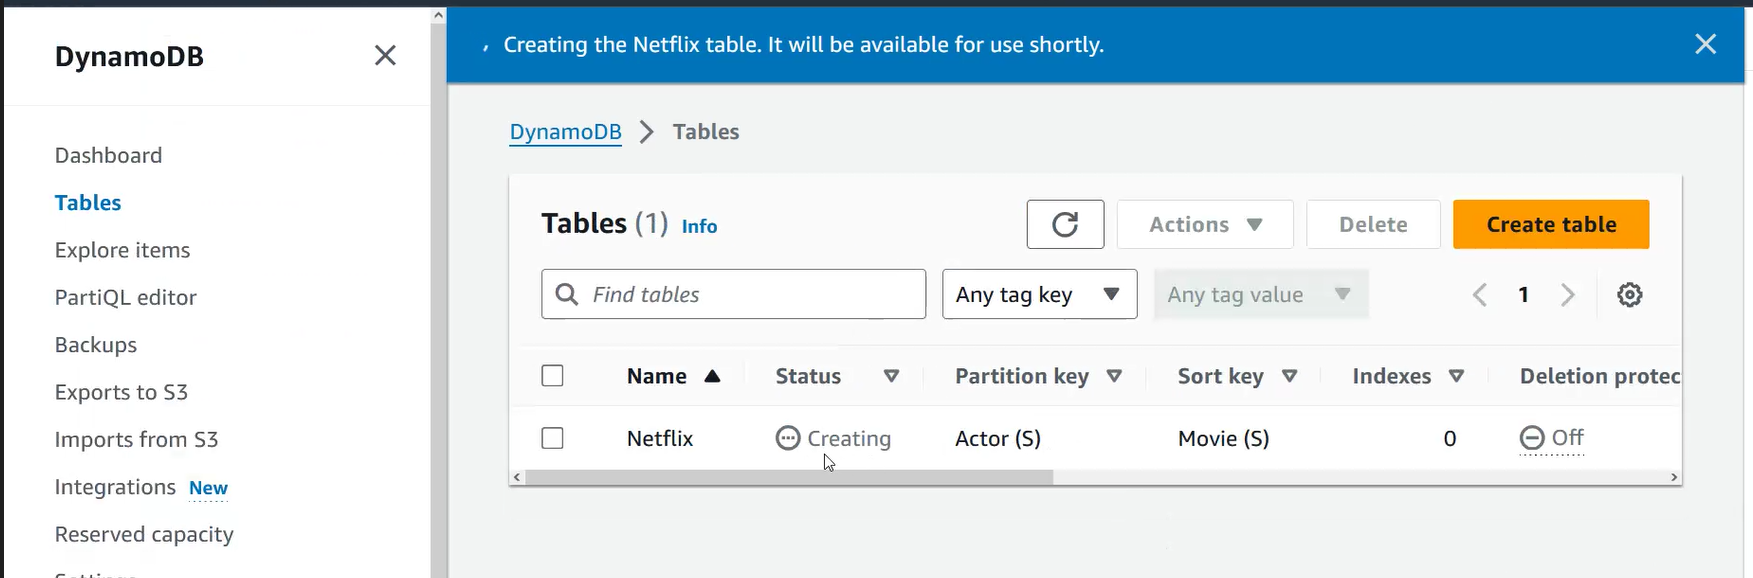 DynamoDB
Dashboard
Tables
Explore items
PartiQL editor
Backups
Exports to S3
Imports from S3
Integrations New
Reserved capacity
Creating the Netflix table. It will be available for use shortly.
DynamoDB > Tables
Tables (1) Info
Actions
Delete
Create table
Find tables
Any tag key
Any tag value
1
Name Status Partition key Sort key Indexes Deletion protec
Netflix Creating Actor (S) Movie (S) 0 Off